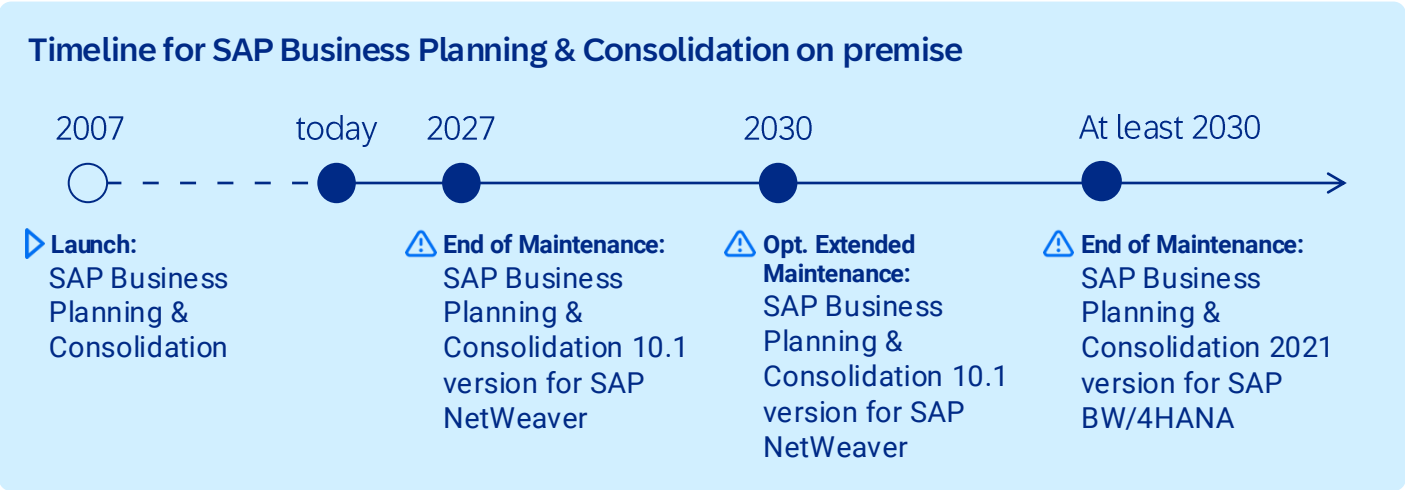 Timeline for SAP Business Planning & Consolidation on premise
2007
today
2027
2030
At least 2030
Launch:
SAP Business
Planning &
Consolidation
End of Maintenance:
SAP Business
Planning &
Consolidation 10.1
version for SAP
NetWeaver
Opt. Extended
Maintenance:
SAP Business
Planning &
Consolidation 10.1
version for SAP
NetWeaver
End of Maintenance:
SAP Business
Planning &
Consolidation 2021
version for SAP
BW/4HANA